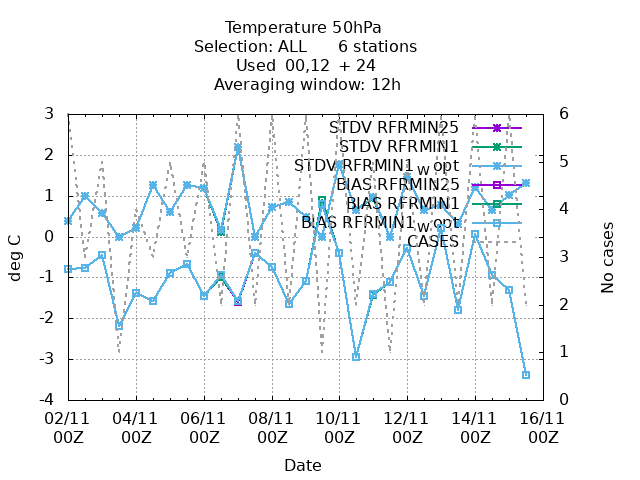 Temperature 50hPa
Selection: ALL 6 stations
Used 00,12 + 24
Averaging window: 12h
3
2
1
0
-1
-2
-3
-4
deg C
6
5
4
3
2
1
0
No cases
STDV RFRMIN25
STDV RFRMIN1
STDV RFRMIN1_w opt
BIAS RFRMIN25
BIAS RFRMIN1
BIAS RFRMIN1_w opt
CASES
02/11 04/11 06/11 08/11 10/11 12/11 14/11 16/11
00Z 00Z 00Z 00Z 00Z 00Z 00Z 00Z
Date